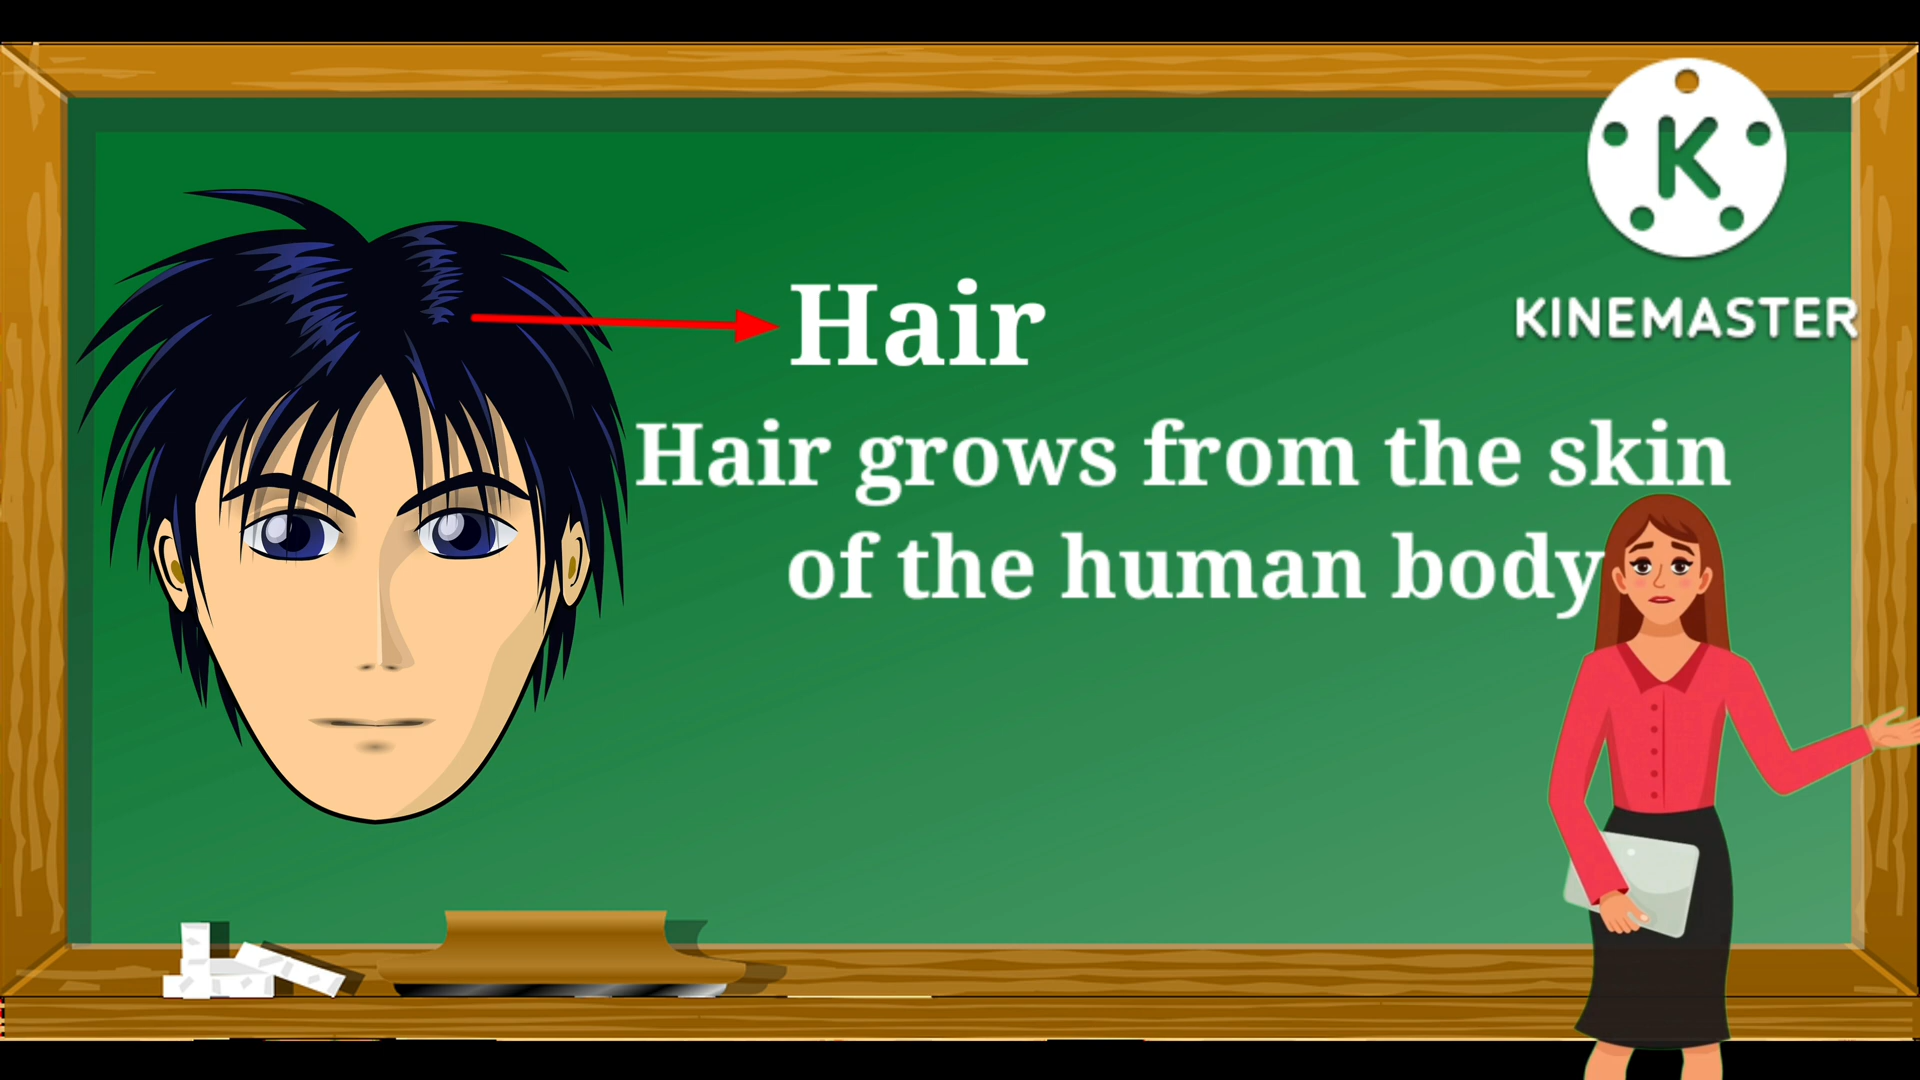 K
KINEMASTER
Hair
Hair grows from the skin
of the human body